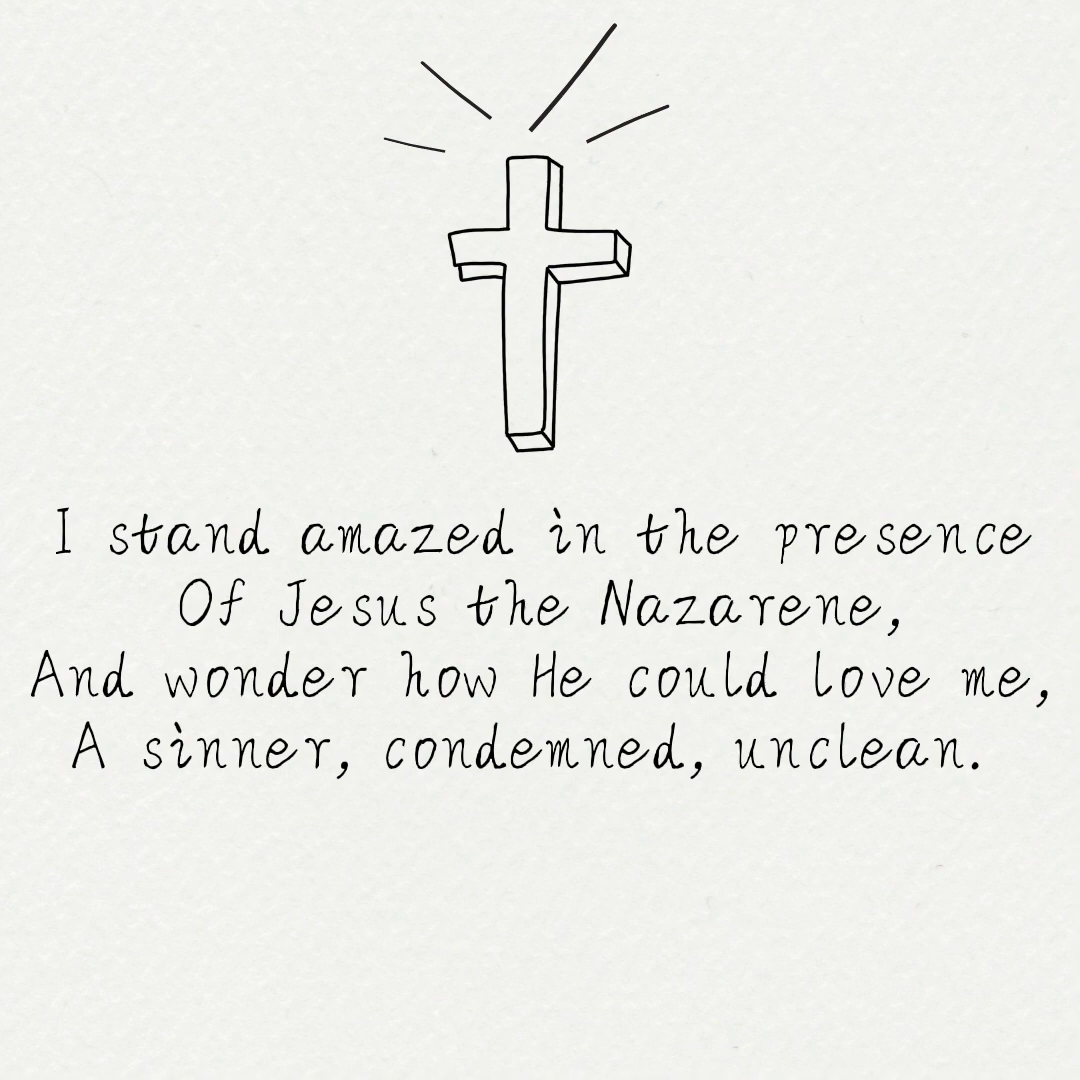 I stand amazed in the presence
Of Jesus the Nazarene,
And wonder how He could love me,
A sinner, condemned, unclean.